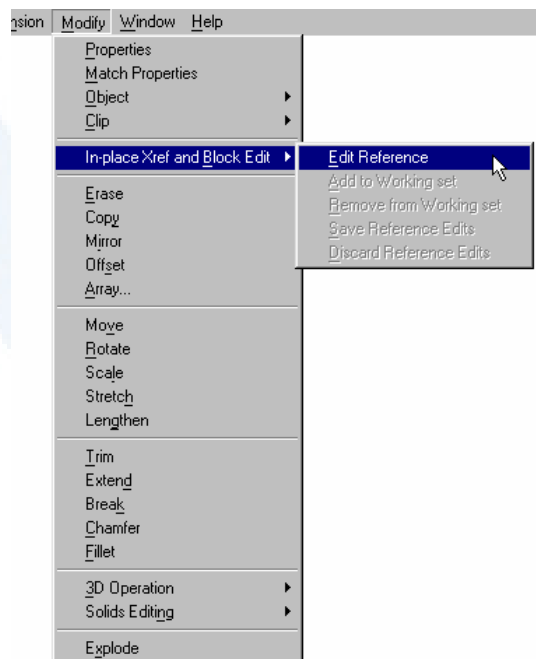 nsion Modify Window Help
Properties
Match Properties
Object
Clip
In-place Xref and Block Edit
Edit Reference
Add to Working set
Remove from Working set
Save Reference Edits
Discard Reference Edits
Erase
Copy
Mirror
Offset
Array...
Move
Rotate
Scale
Stretch
Lengthen
Trim
Extend
Break
Chamfer
Fillet
3D Operation
Solids Editing
Explode